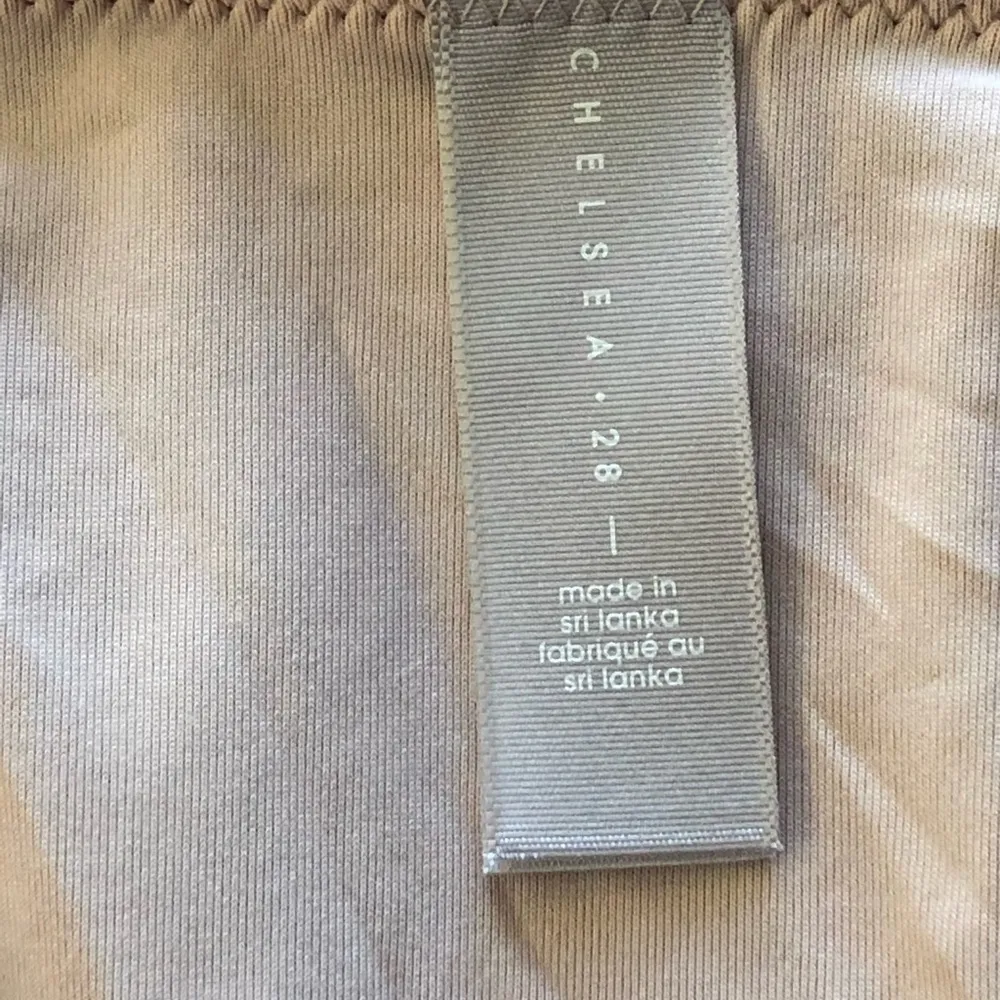 CHELSEA · 28 —
made in
sri lanka
fabriqué au
sri lanka